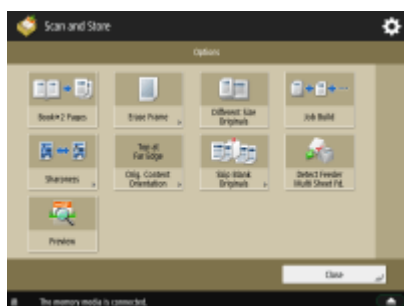 Scan and Store
Options
Book➔2 Pages
Erase Frame
Different Size
Originals
Job Build
Sharpness
Top at
Far Edge
Orig. Content
Orientation
Skip Blank
Originals
Detect Feeder
Multi Sheet Fd.
Preview
Close
The memory media is connected.